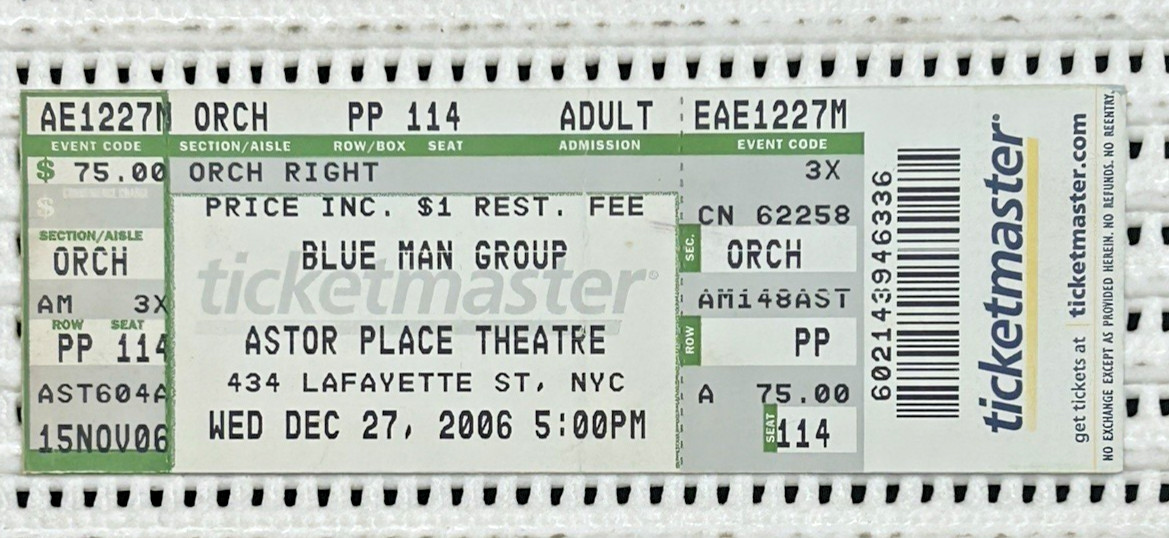 AE1227M ORCH PP 114 ADULT EAE1227M
EVENT CODE SECTION/AISLE ROW/BOX SEAT ADMISSION EVENT CODE
$ 75.00 ORCH RIGHT 3X
$ CONVENIENCE CHARGE
PRICE INC. $1 REST. FEE
CN 62258
SECTION/AISLE
ORCH
BLUE MAN GROUP
SEC. ORCH
ticketmaster®
AM 3X
AM148AST
ROW SEAT
PP 114
ASTOR PLACE THEATRE
ROW PP
AST604A
434 LAFAYETTE ST, NYC
A 75.00
15NOV06
WED DEC 27, 2006 5:00PM
SEAT 114
602143946336
ticketmaster®
get tickets at ticketmaster.com
NO EXCHANGE EXCEPT AS PROVIDED HEREIN. NO REFUNDS. NO REENTRY.